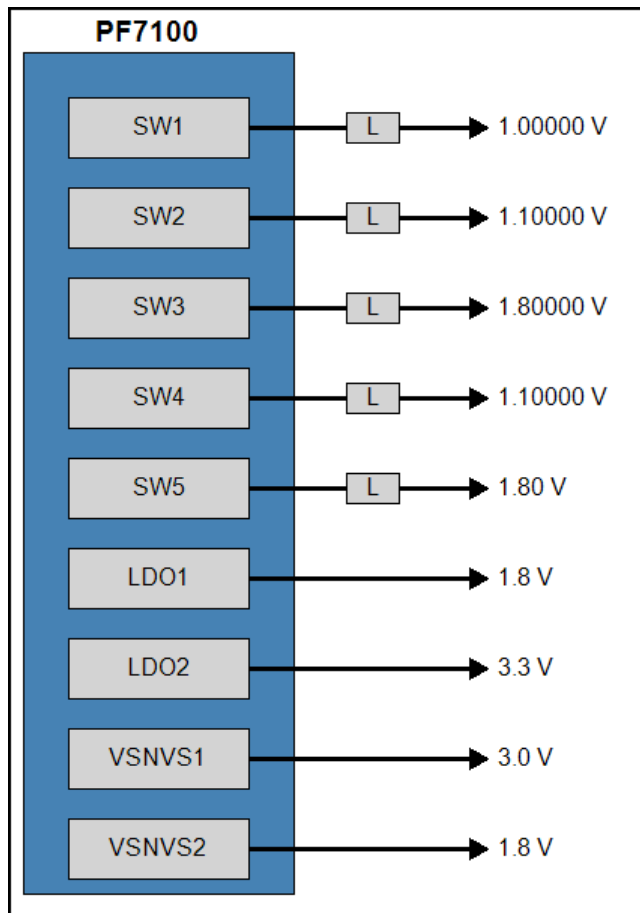 PF7100
SW1 L 1.00000 V
SW2 L 1.10000 V
SW3 L 1.80000 V
SW4 L 1.10000 V
SW5 L 1.80 V
LDO1 1.8 V
LDO2 3.3 V
VSNVS1 3.0 V
VSNVS2 1.8 V